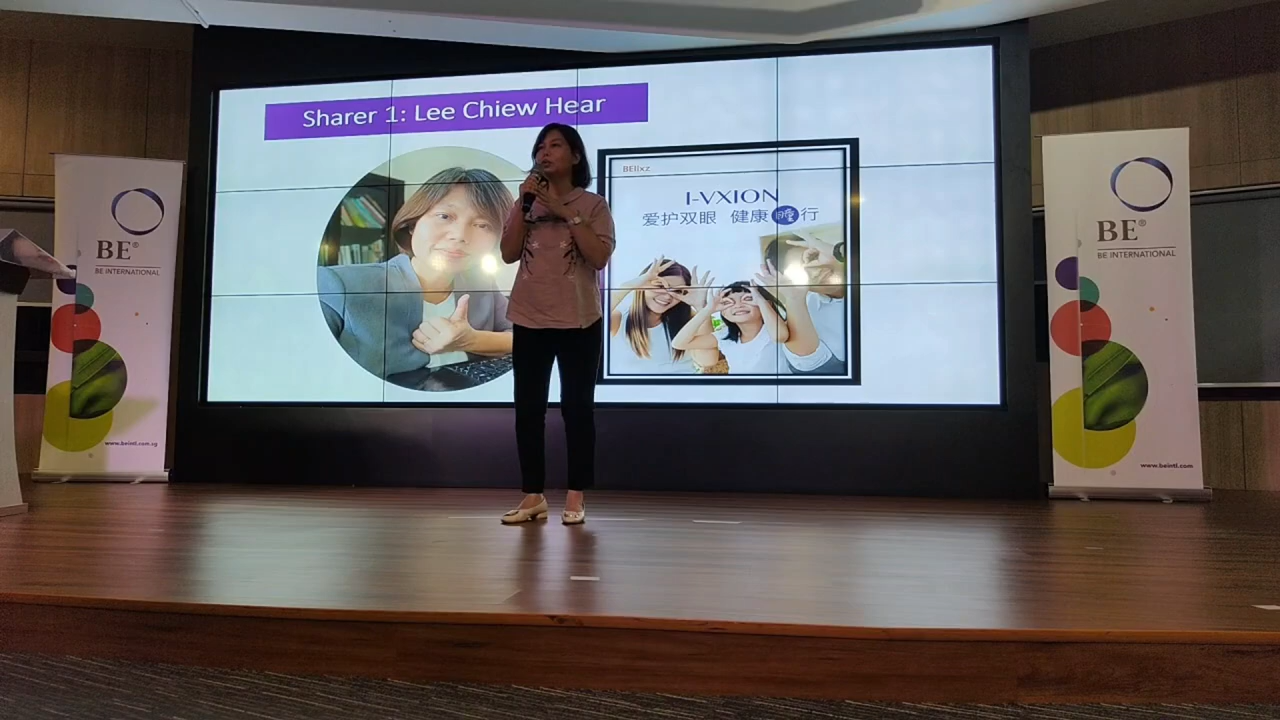 Sharer 1: Lee Chiew Hear
BElixz
I-VXION
爱护双眼 健康瞳行
BE®
BE INTERNATIONAL
www.beintl.com.sg
BE®
BE INTERNATIONAL
www.beintl.com